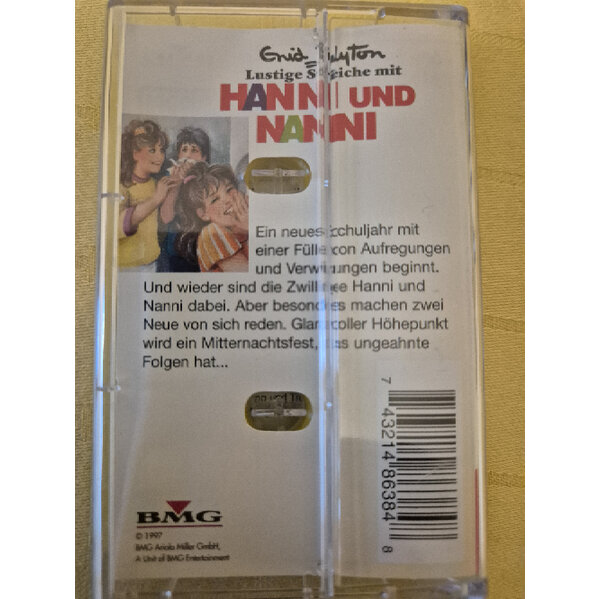 Enid Blyton
Lustige Streiche mit
HANNI UND
NANNI
Ein neues Schuljahr mit
einer Fülle von Aufregungen
und Verwirrungen beginnt.
Und wieder sind die Zwillinge Hanni und
Nanni dabei. Aber besonders machen zwei
Neue von sich reden. Glanzvoller Höhepunkt
wird ein Mitternachtsfest, das ungeahnte
Folgen hat...
7 43214 86384 8
BMG
© 1997
BMG Ariola Miller GmbH,
A Unit of BMG Entertainment